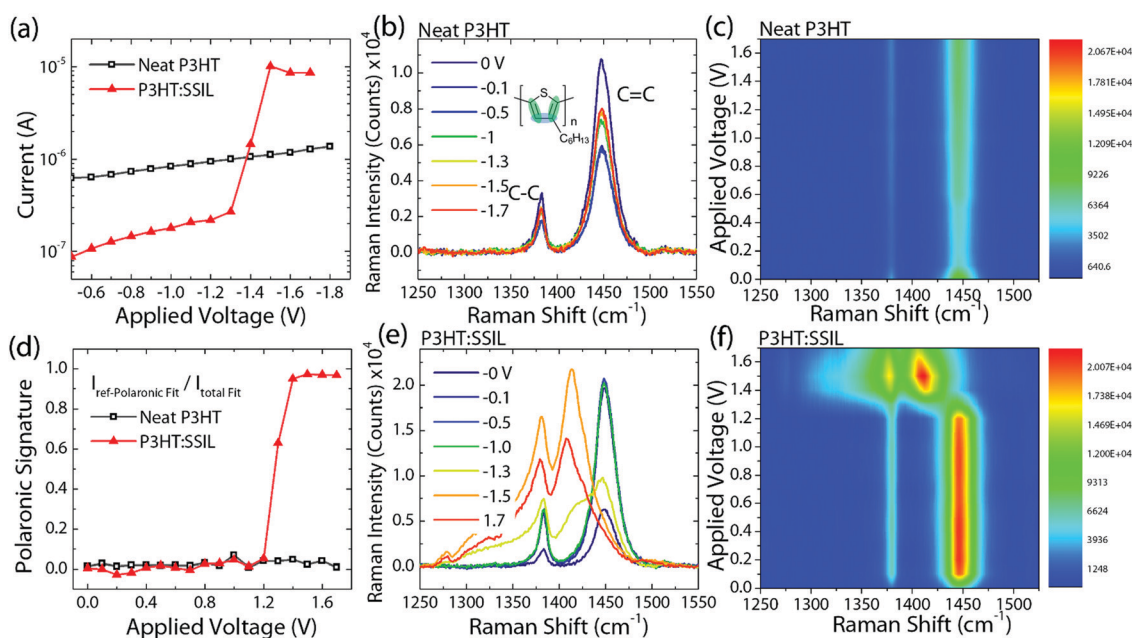 (a)
Neat P3HT
P3HT:SSIL
Current (A)
10⁻⁵
10⁻⁶
10⁻⁷
-0.6 -0.8 -1.0 -1.2 -1.4 -1.6 -1.8
Applied Voltage (V)
(b) Neat P3HT
0 V
-0.1
-0.5
-1
-1.3
-1.5
-1.7
S
n
C₆H₁₃
C=C
C-C
Raman Intensity (Counts) x10⁴
1.0
0.8
0.6
0.4
0.2
0.0
1250 1300 1350 1400 1450 1500 1550
Raman Shift (cm⁻¹)
(c) Neat P3HT
Applied Voltage (V)
1.6
1.4
1.2
1.0
0.8
0.6
0.4
0.2
0.0
1250 1350 1450 1550
Raman Shift (cm⁻¹)
2.067E+04
1.781E+04
1.495E+04
1.209E+04
9226
6364
3502
640.6
(d)
I ref-Polaronic Fit / I total Fit
Neat P3HT
P3HT:SSIL
Polaronic Signature
1.0
0.8
0.6
0.4
0.2
0.0
0.0 0.4 0.8 1.2 1.6
Applied Voltage (V)
(e) P3HT:SSIL
-0 V
-0.1
-0.5
-1.0
-1.3
-1.5
1.7
Raman Intensity (Counts) x10⁴
2.0
1.5
1.0
0.5
0.0
1250 1300 1350 1400 1450 1500 1550
Raman Shift (cm⁻¹)
(f) P3HT:SSIL
Applied Voltage (V)
1.6
1.4
1.2
1.0
0.8
0.6
0.4
0.2
0.0
1250 1350 1450 1550
Raman Shift (cm⁻¹)
2.007E+04
1.738E+04
1.469E+04
1.200E+04
9313
6624
3936
1248